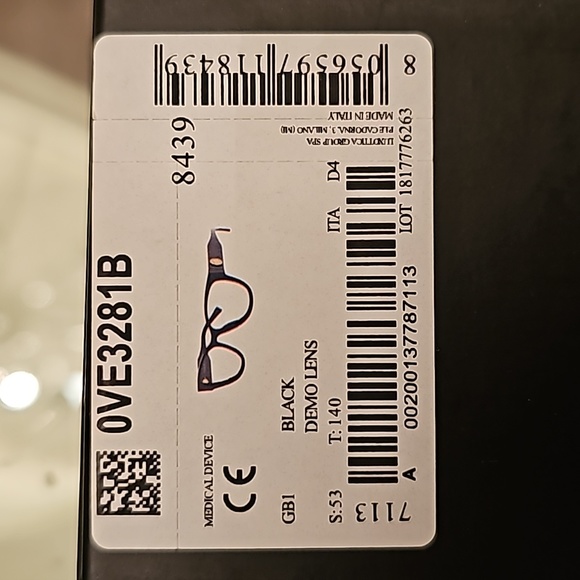 0VE3281B
8439
8 056597 118439
MEDICAL DEVICE
CE
GB1 BLACK
DEMO LENS
S:53 T: 140 ITA D4
LUXOTTICA GROUP SPA
P.LE CADORNA, 3, MILANO (MI)
MADE IN ITALY
7113
A 00200137787113
LOT 1817776263